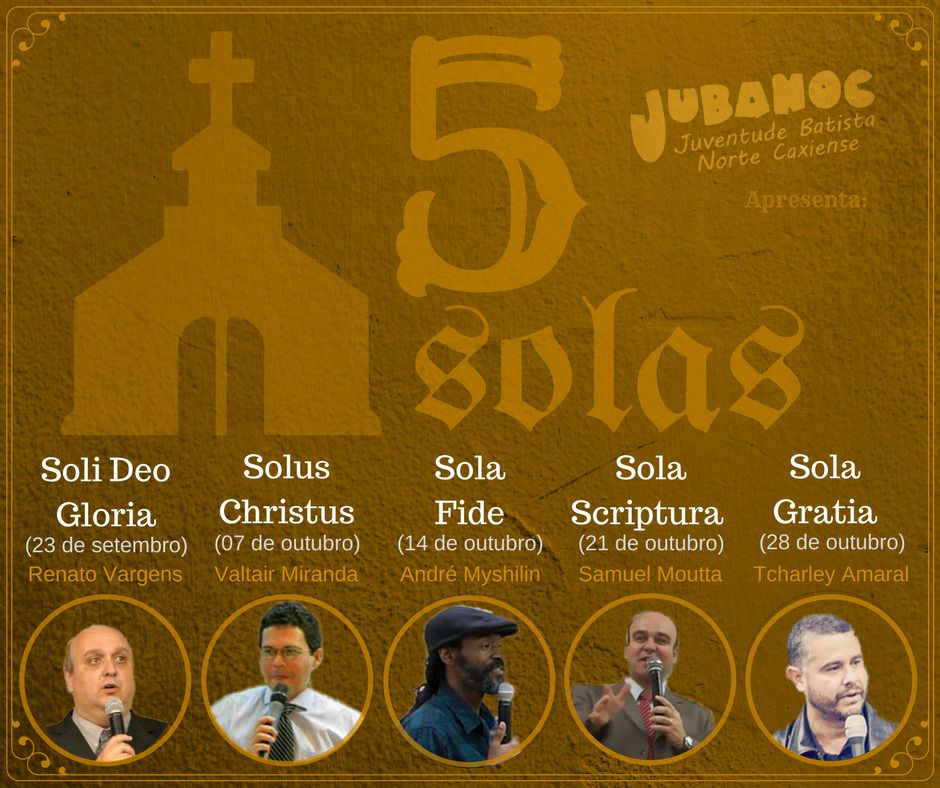 5
solas
JUBANOC
Juventude Batista
Norte Caxiense
Apresenta:
Soli Deo
Gloria
(23 de setembro)
Renato Vargens
Solus
Christus
(07 de outubro)
Valtair Miranda
Sola
Fide
(14 de outubro)
André Myshilin
Sola
Scriptura
(21 de outubro)
Samuel Moutta
Sola
Gratia
(28 de outubro)
Tcharley Amaral